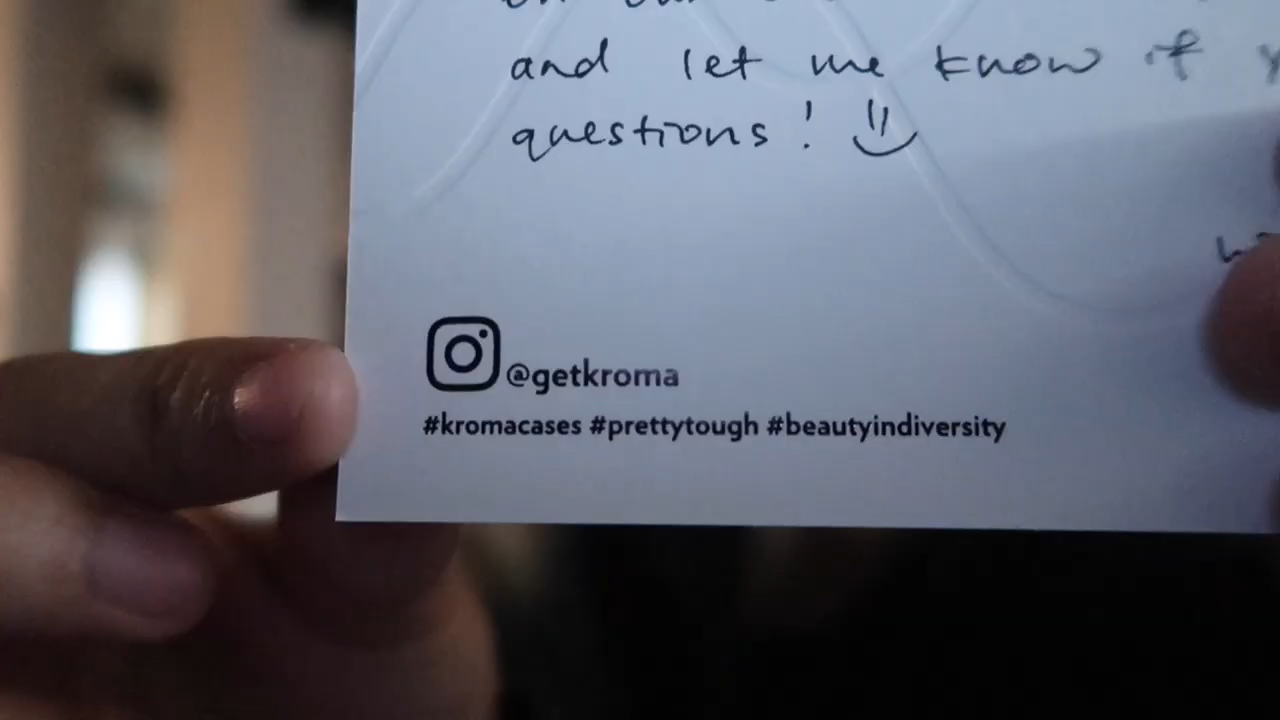 and let me know if
questions!
@getkroma
#kromacases #prettytough #beautyindiversity